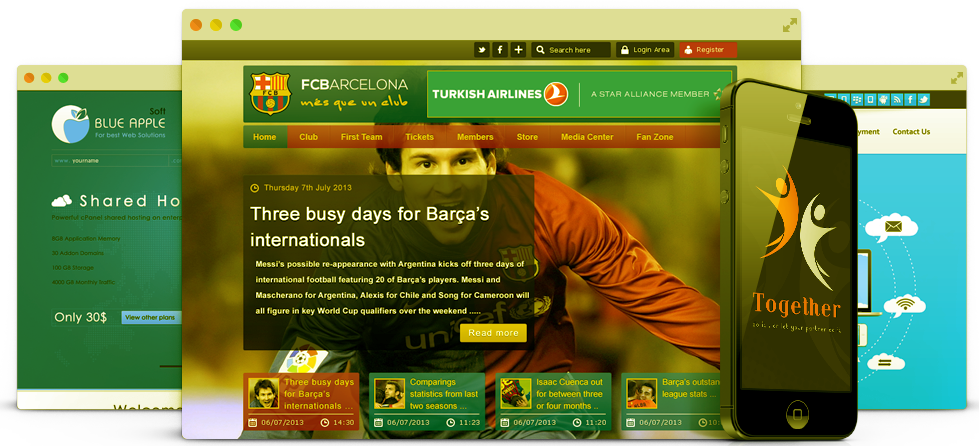 Search here
Login Area
Register
FCB
FCBARCELONA
mès que un club
TURKISH AIRLINES
A STAR ALLIANCE MEMBER
Home
Club
First Team
Tickets
Members
Store
Media Center
Fan Zone
Thursday 7th July 2013
Three busy days for Barça's
internationals
Messi's possible re-appearance with Argentina kicks off three days of
international football featuring 20 of Barça's players. Messi and
Mascherano for Argentina, Alexis for Chile and Song for Cameroon will
all figure in key World Cup qualifiers over the weekend .....
Read more
unicef
Three busy days
for Barça's
internationals ...
06/07/2013
14:30
Comparings
statistics from last
two seasons ...
06/07/2013
11:23
Isaac Cuenca out
for between three
or four months ..
06/07/2013
11:20
Barça's outstan
league stats ...
06/07/2013
Soft
BLUE APPLE
For best Web Solutions
www
yourname
Shared Ho
Powerful cPanel shared hosting on enter
8GB Application Memory
30 Addon Domains
100 GB Storage
4000 GB Monthly Traffic
Only 30$
View other plans
Welcome
yment
Contact Us
Together